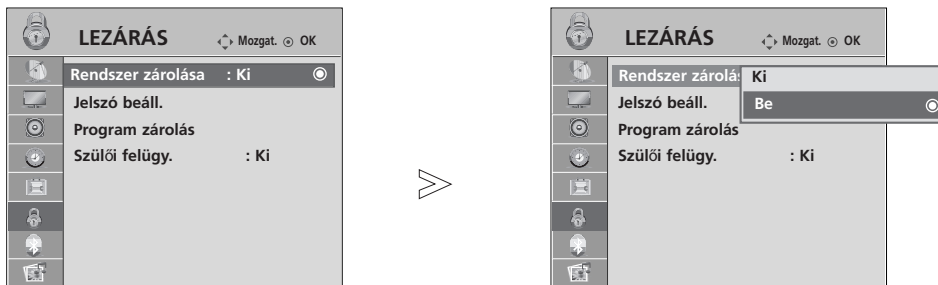 LEZÁRÁS Mozgat. OK
Rendszer zárolása : Ki
Jelszó beáll.
Program zárolás
Szülői felügy. : Ki
>
LEZÁRÁS Mozgat. OK
Rendszer zárolás
Ki
Be
Jelszó beáll.
Program zárolás
Szülői felügy. : Ki